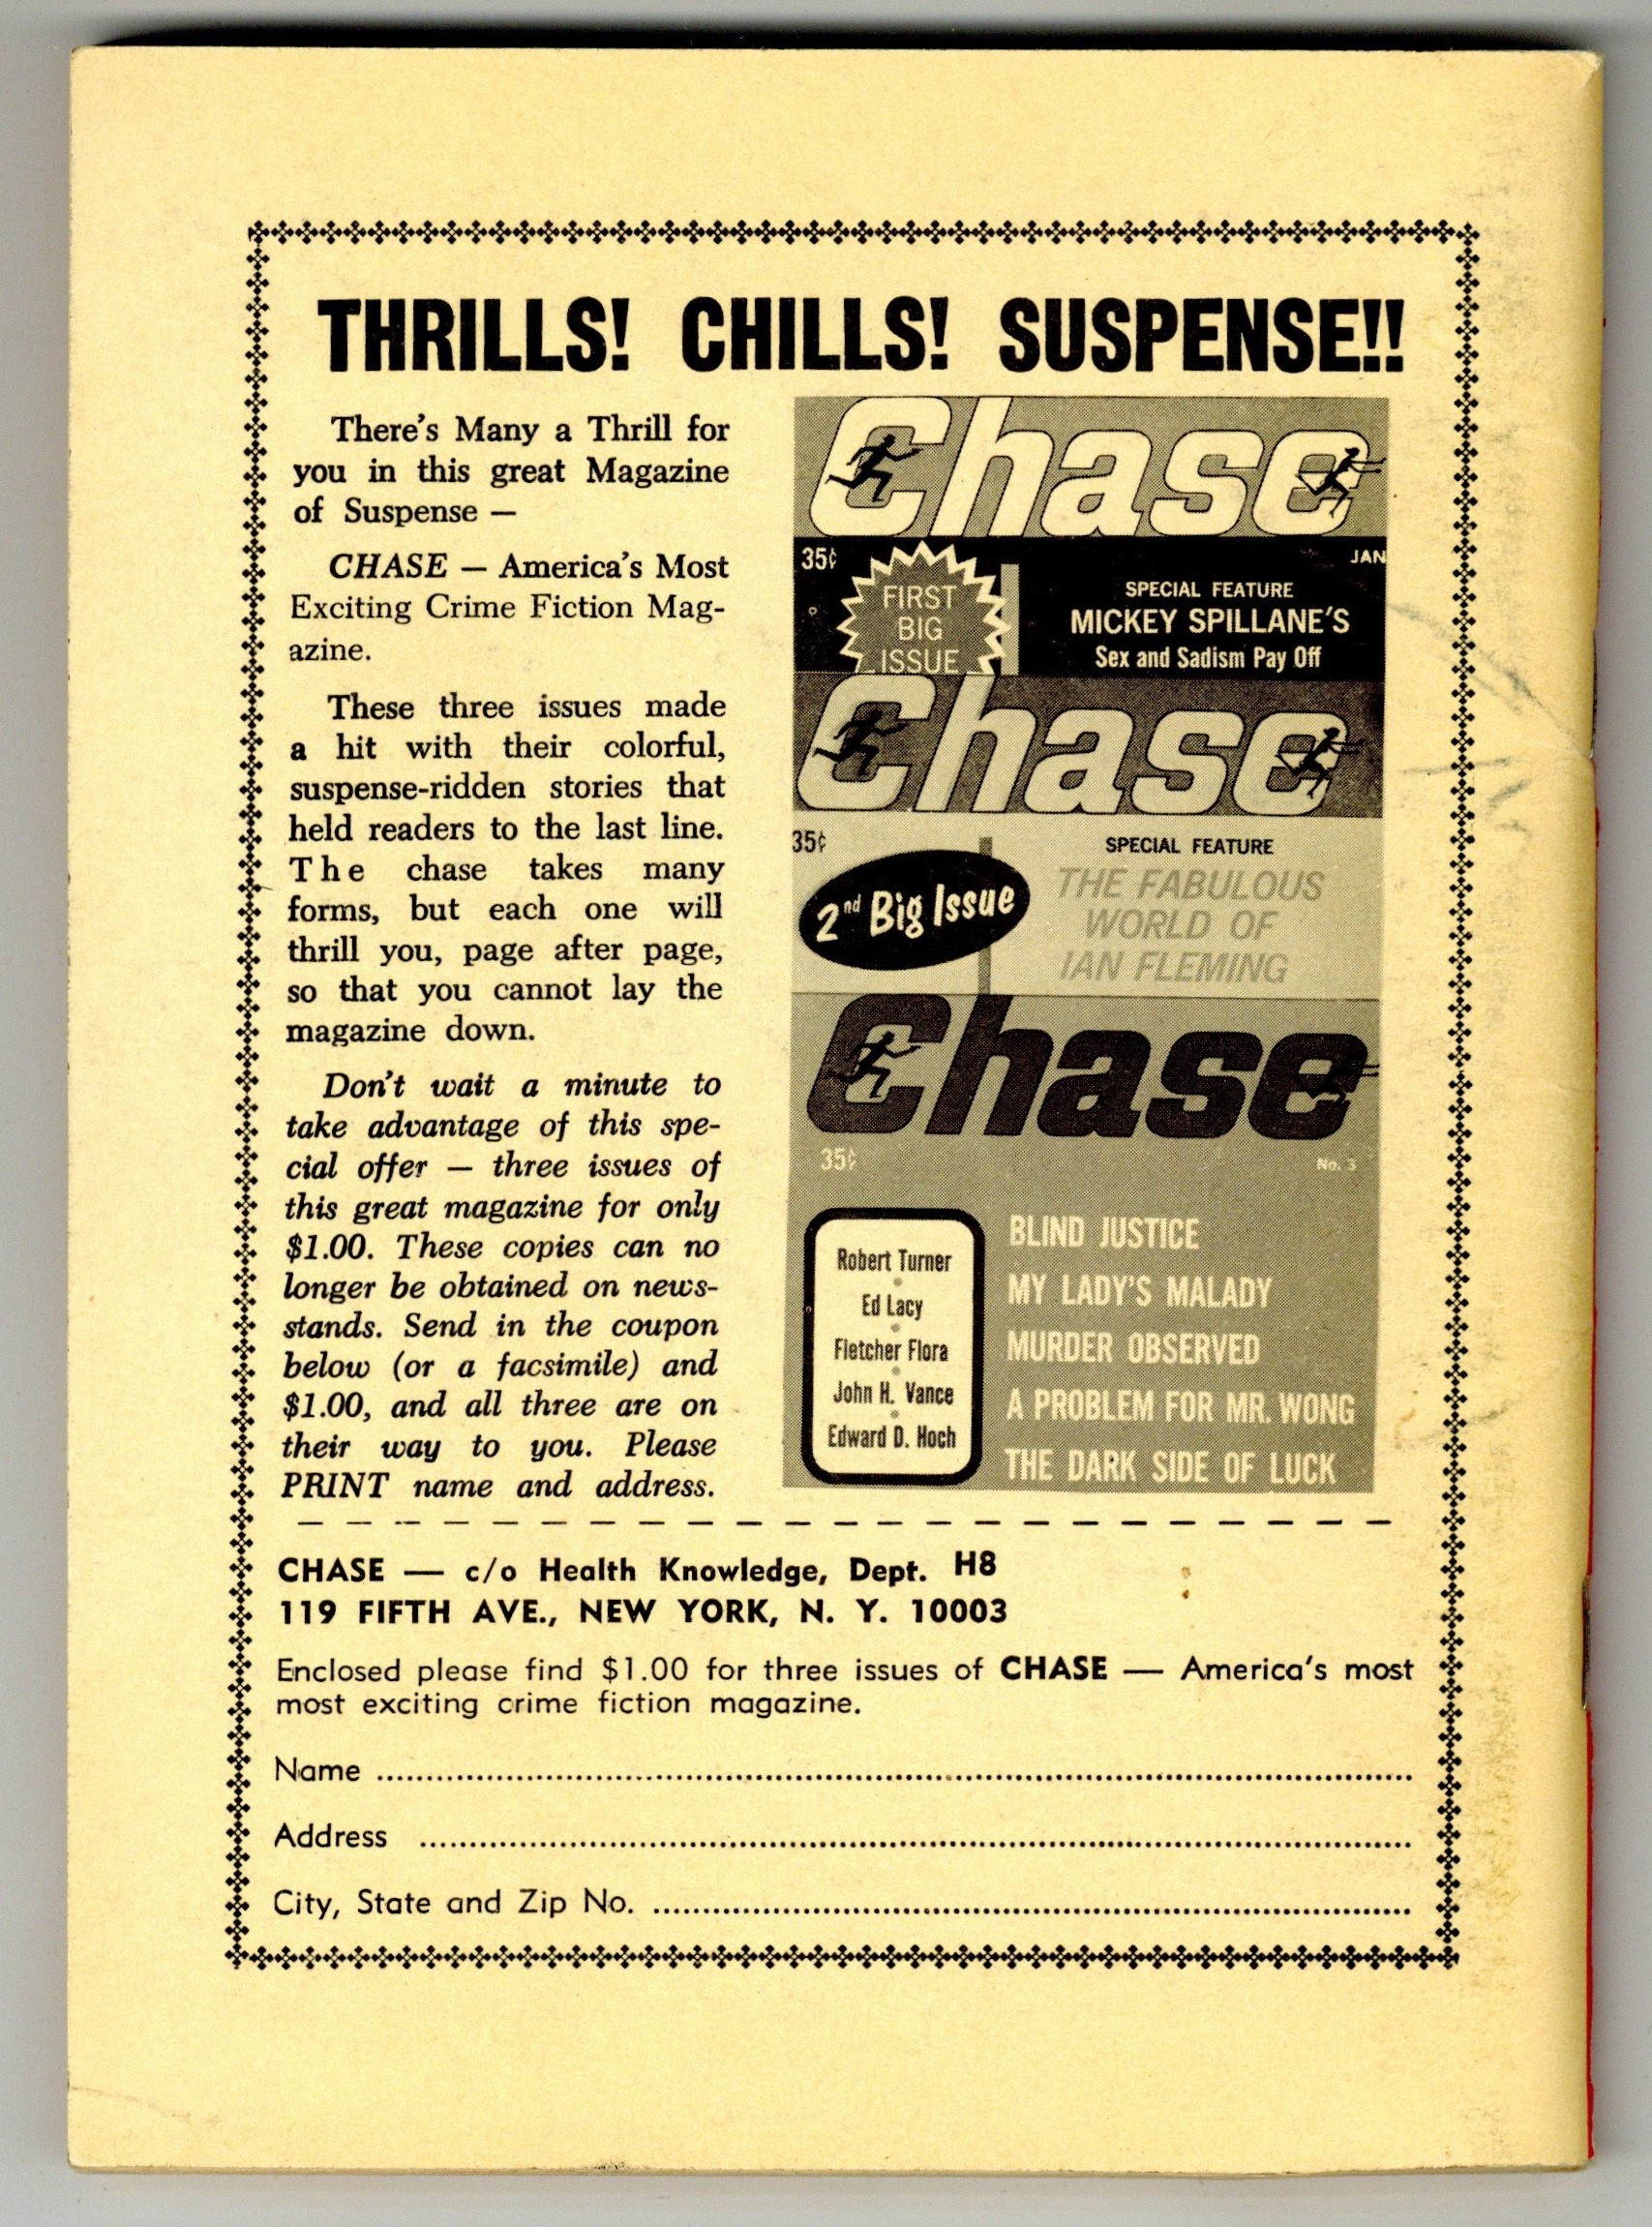 THRILLS! CHILLS! SUSPENSE!!
There's Many a Thrill for
you in this great Magazine
of Suspense —
CHASE — America's Most
Exciting Crime Fiction Mag-
azine.
These three issues made
a hit with their colorful,
suspense-ridden stories that
held readers to the last line.
The chase takes many
forms, but each one will
thrill you, page after page,
so that you cannot lay the
magazine down.
Don't wait a minute to
take advantage of this spe-
cial offer — three issues of
this great magazine for only
$1.00. These copies can no
longer be obtained on news-
stands. Send in the coupon
below (or a facsimile) and
$1.00, and all three are on
their way to you. Please
PRINT name and address.
Chase
35¢
JAN
FIRST
BIG
ISSUE
SPECIAL FEATURE
MICKEY SPILLANE'S
Sex and Sadism Pay Off
Chase
35¢
2nd Big Issue
SPECIAL FEATURE
THE FABULOUS
WORLD OF
IAN FLEMING
Chase
35¢
No. 3
Robert Turner
Ed Lacy
Fletcher Flora
John H. Vance
Edward D. Hoch
BLIND JUSTICE
MY LADY'S MALADY
MURDER OBSERVED
A PROBLEM FOR MR. WONG
THE DARK SIDE OF LUCK
CHASE — c/o Health Knowledge, Dept. H8
119 FIFTH AVE., NEW YORK, N. Y. 10003
Enclosed please find $1.00 for three issues of CHASE — America's most
most exciting crime fiction magazine.
Name
Address
City, State and Zip No.